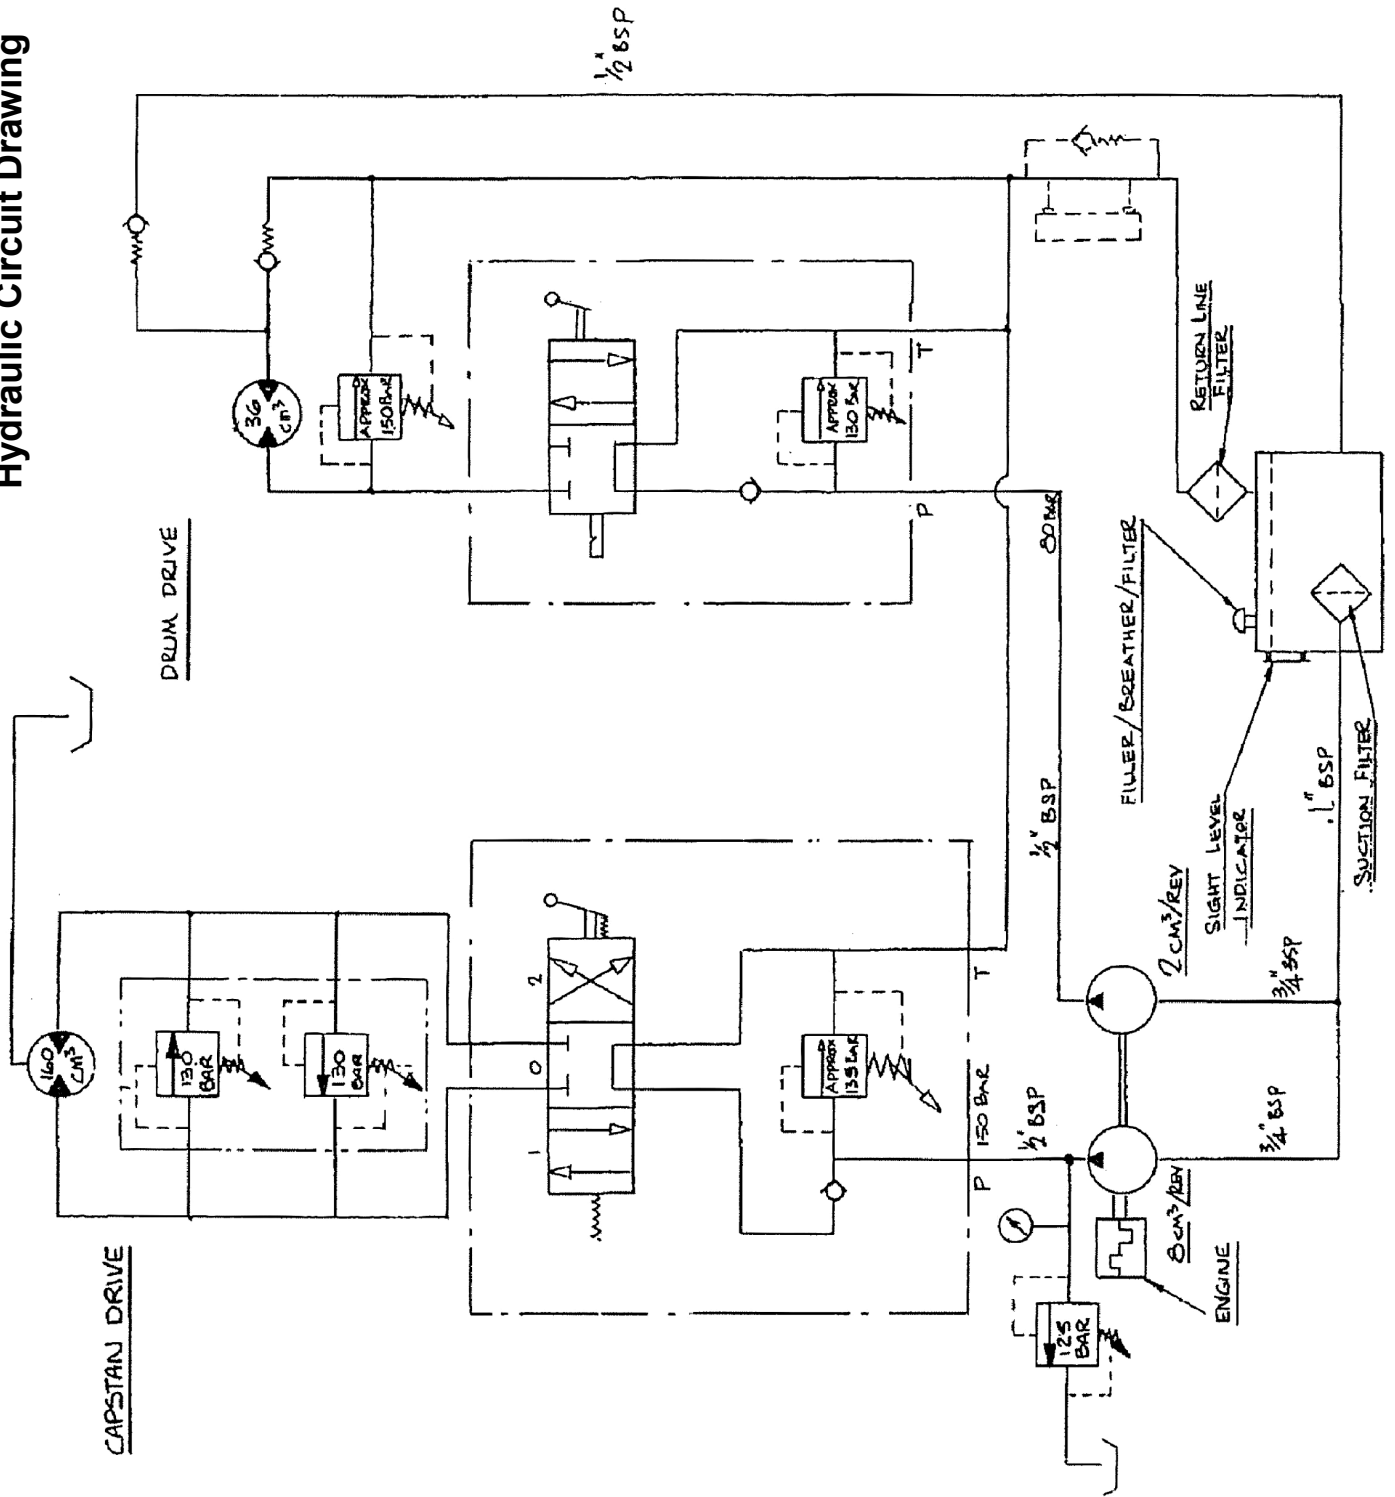 Hydraulic Circuit Drawing
CAPSTAN DRIVE
160
CM³
130
BAR
130
BAR
1
0
2
APPROX
135 BAR
P
T
150 BAR
1/2" BSP
125
BAR
ENGINE
8 CM³/REV
2 CM³/REV
3/4" BSP
3/4" BSP
1" BSP
SUCTION FILTER
SIGHT LEVEL
INDICATOR
FILLER/BREATHER/FILTER
RETURN LINE
FILTER
1/2" BSP
80 BAR
DRUM DRIVE
36
CM³
APPROX
150 BAR
APPROX
130 BAR
P
T
1/2" BSP